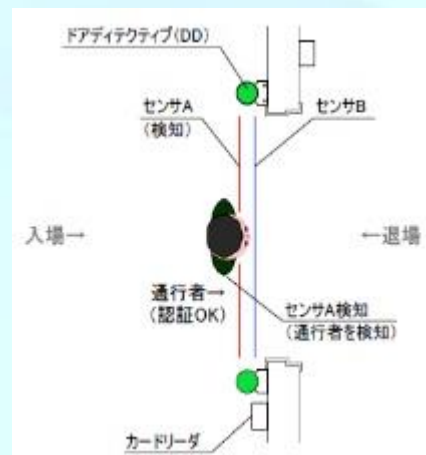 ドアディテクティブ(DD)
センサA
(検知)
センサB
入場→
←退場
通行者→
(認証OK)
センサA検知
(通行者を検知)
カードリーダ